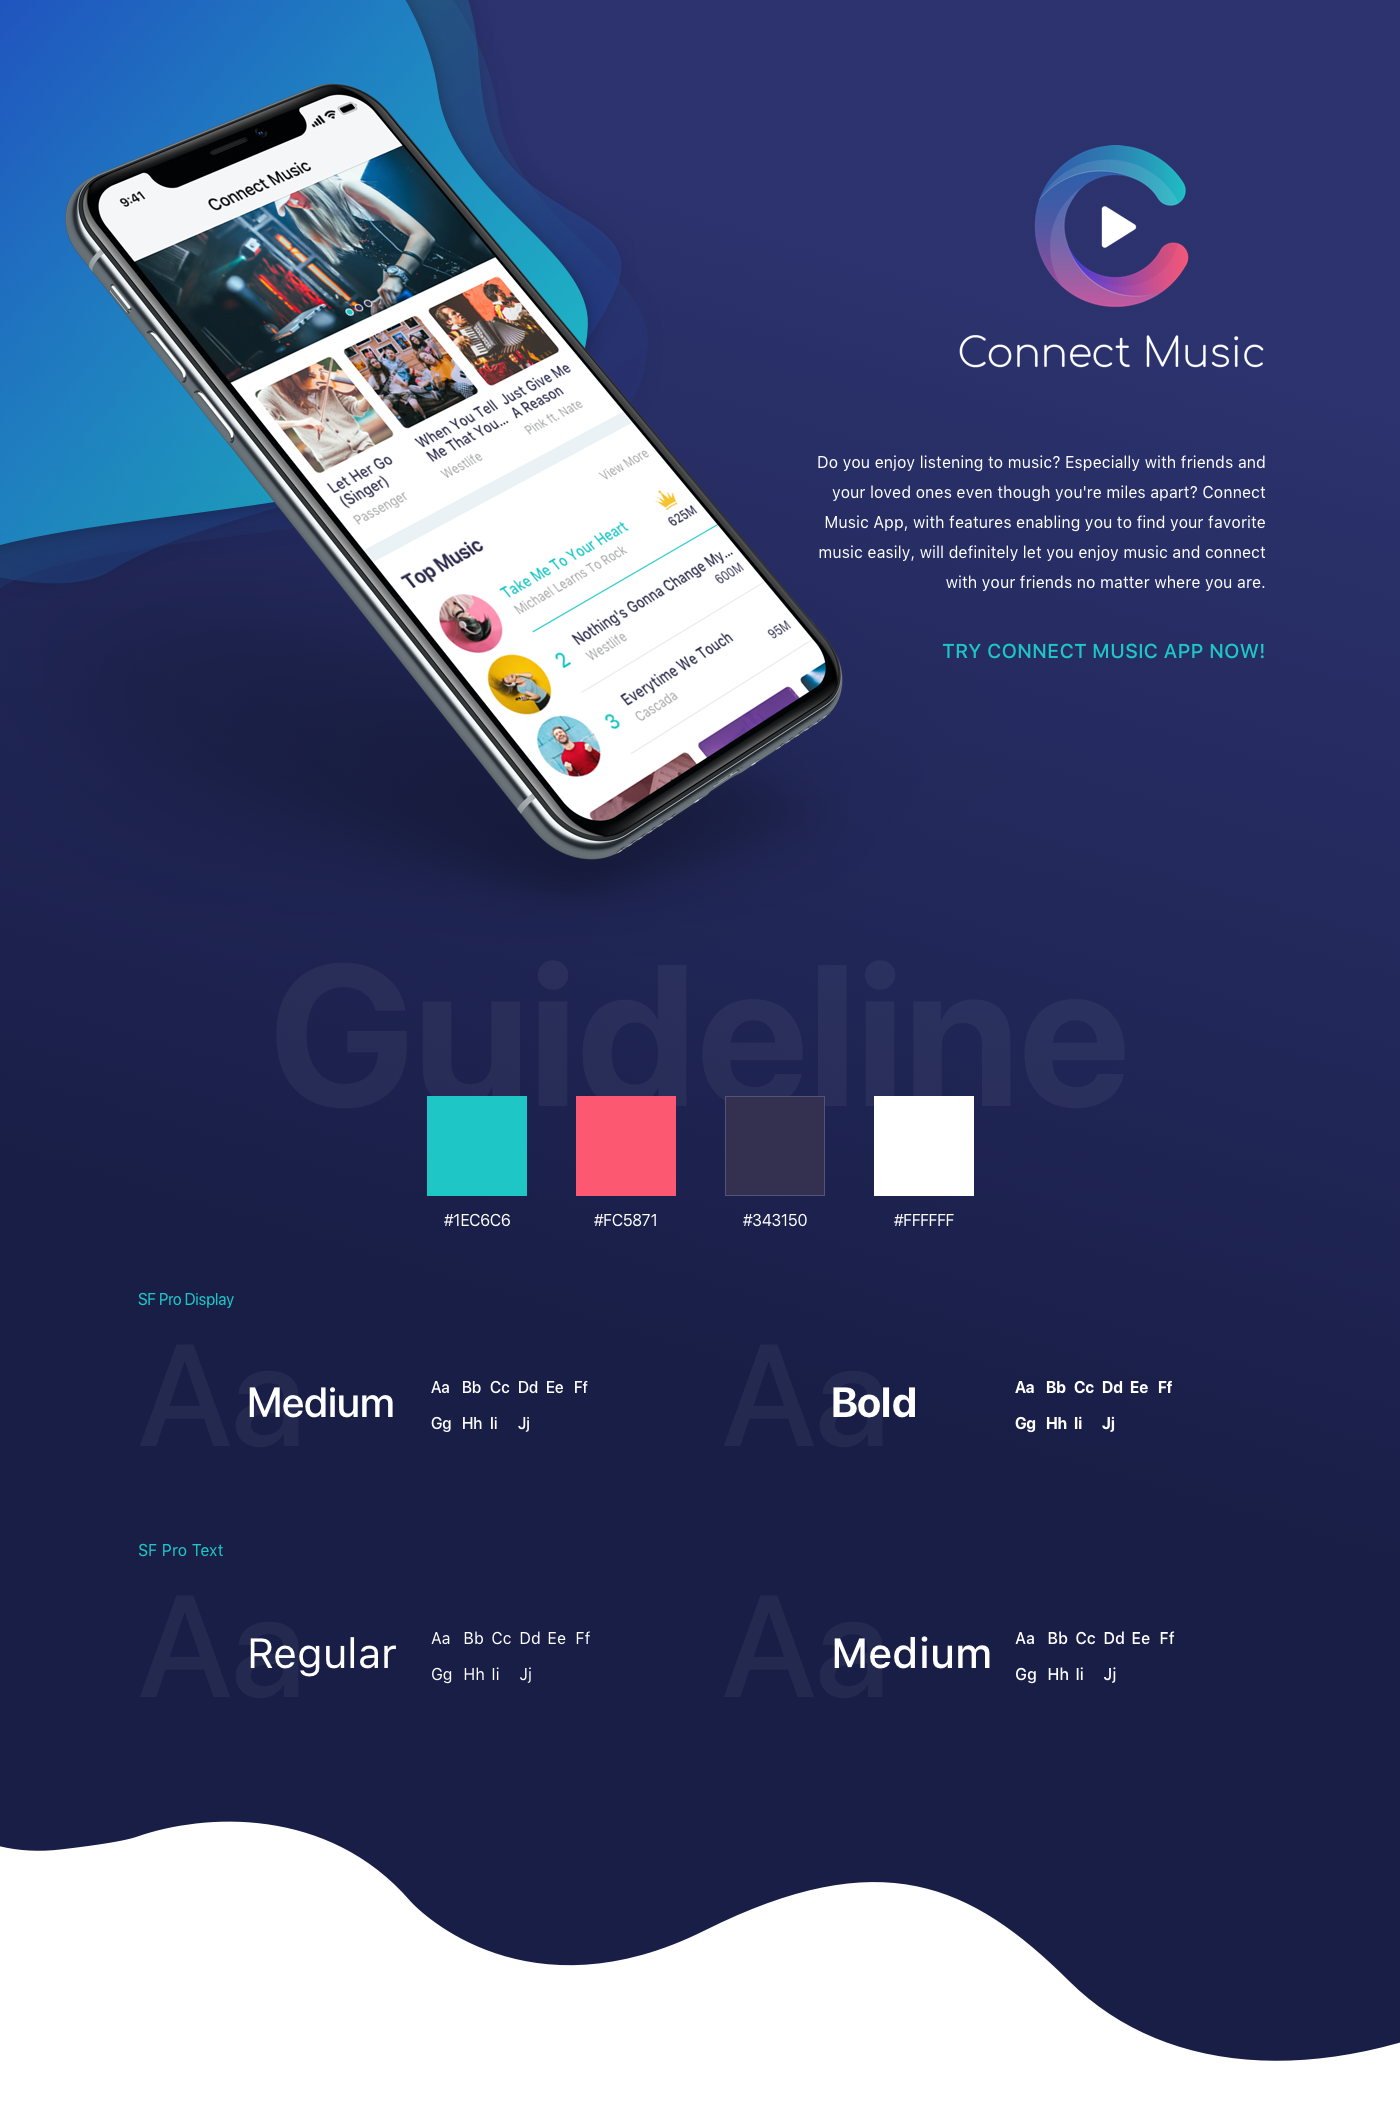 9:41
Connect Music
Let Her Go
(Singer)
Passenger
When You Tell
Me That You...
Westlife
Just Give Me
A Reason
Pink ft. Nate
Top Music
View More
Take Me To Your Heart
Michael Learns To Rock
625M
2
Nothing's Gonna Change My...
Westlife
600M
3
Everytime We Touch
Cascada
95M
Connect Music
Do you enjoy listening to music? Especially with friends and
your loved ones even though you're miles apart? Connect
Music App, with features enabling you to find your favorite
music easily, will definitely let you enjoy music and connect
with your friends no matter where you are.
TRY CONNECT MUSIC APP NOW!
Guideline
#1EC6C6
#FC5871
#343150
#FFFFFF
SF Pro Display
Aa
Medium
Aa Bb Cc Dd Ee Ff
Gg Hh Ii Jj
Aa
Bold
Aa Bb Cc Dd Ee Ff
Gg Hh Ii Jj
SF Pro Text
Aa
Regular
Aa Bb Cc Dd Ee Ff
Gg Hh Ii Jj
Aa
Medium
Aa Bb Cc Dd Ee Ff
Gg Hh Ii Jj